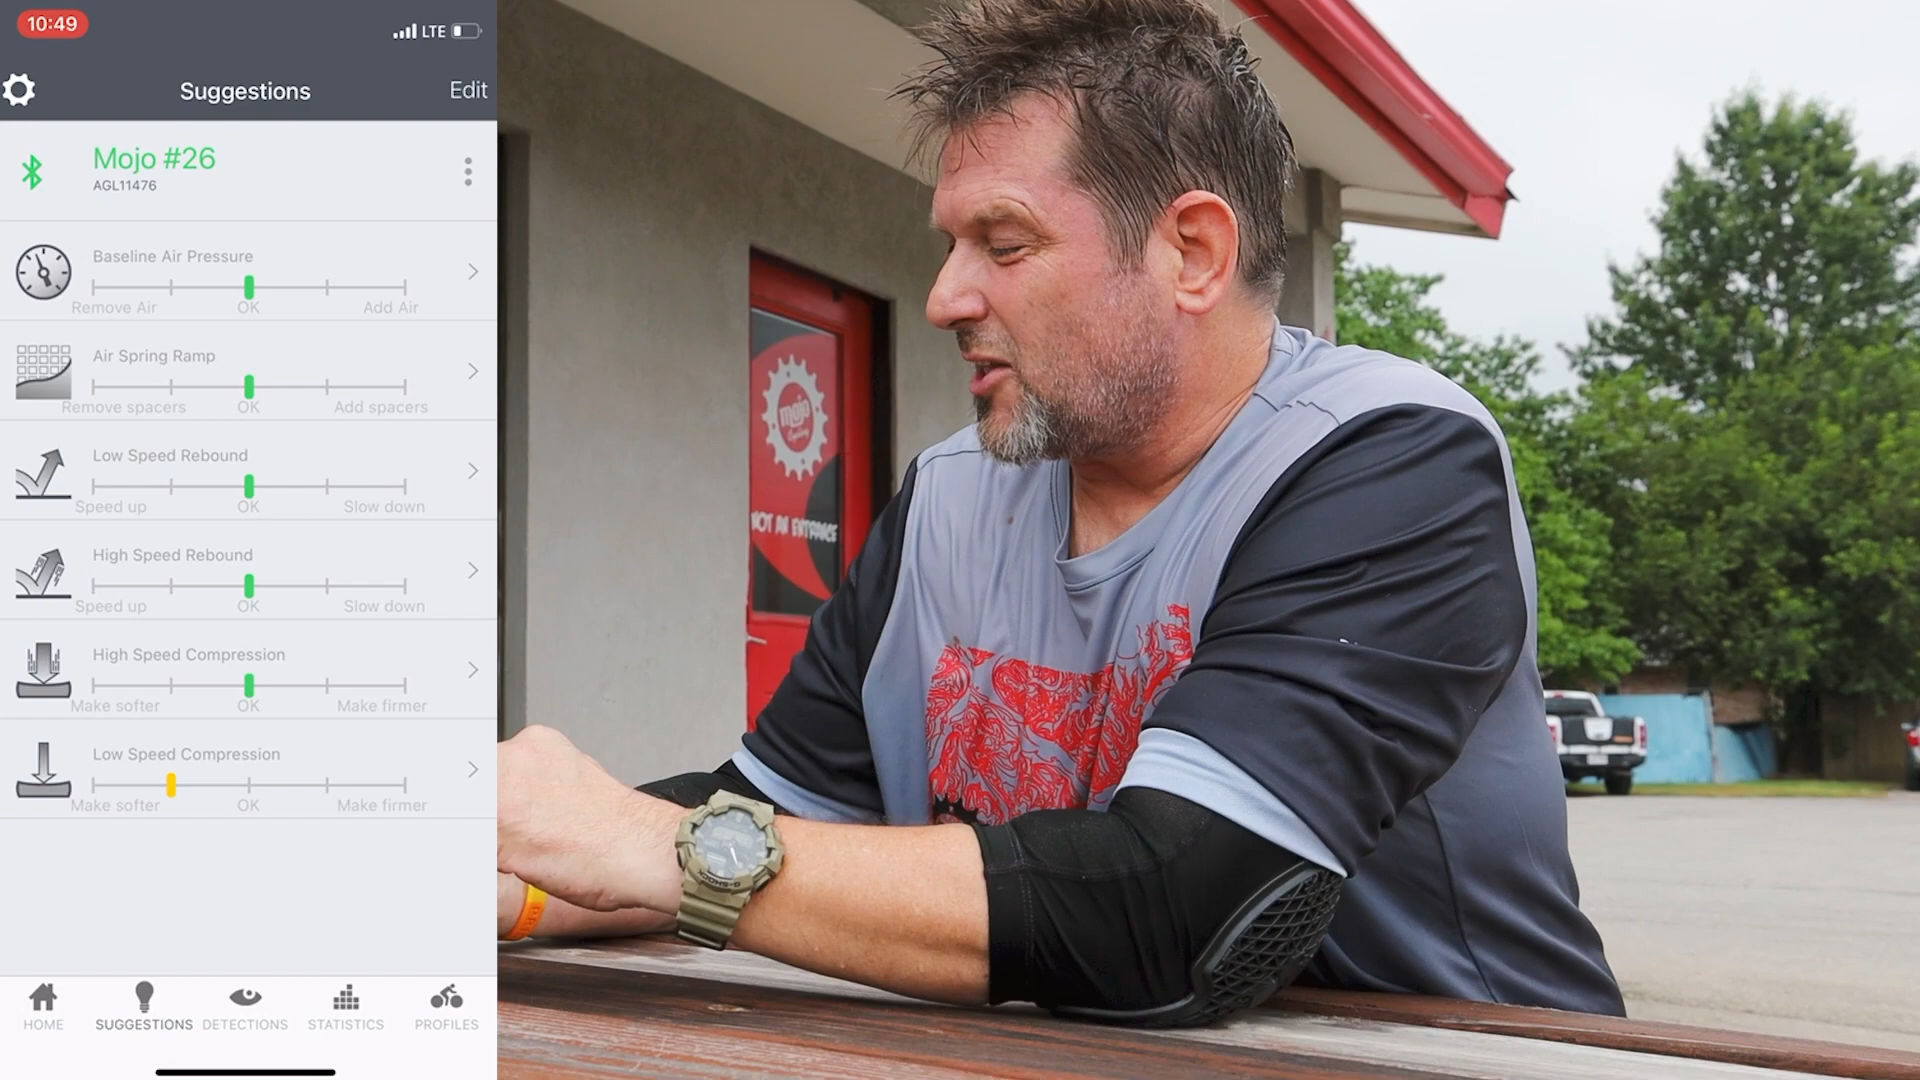 10:49
LTE
Suggestions
Edit
Mojo #26
AGL11476
Baseline Air Pressure
Remove Air OK Add Air
Air Spring Ramp
Remove spacers OK Add spacers
Low Speed Rebound
Speed up OK Slow down
High Speed Rebound
Speed up OK Slow down
High Speed Compression
Make softer OK Make firmer
Low Speed Compression
Make softer OK Make firmer
HOME SUGGESTIONS DETECTIONS STATISTICS PROFILES
mojo
Cycling
NOT AN ENTRANCE
G-SHOCK